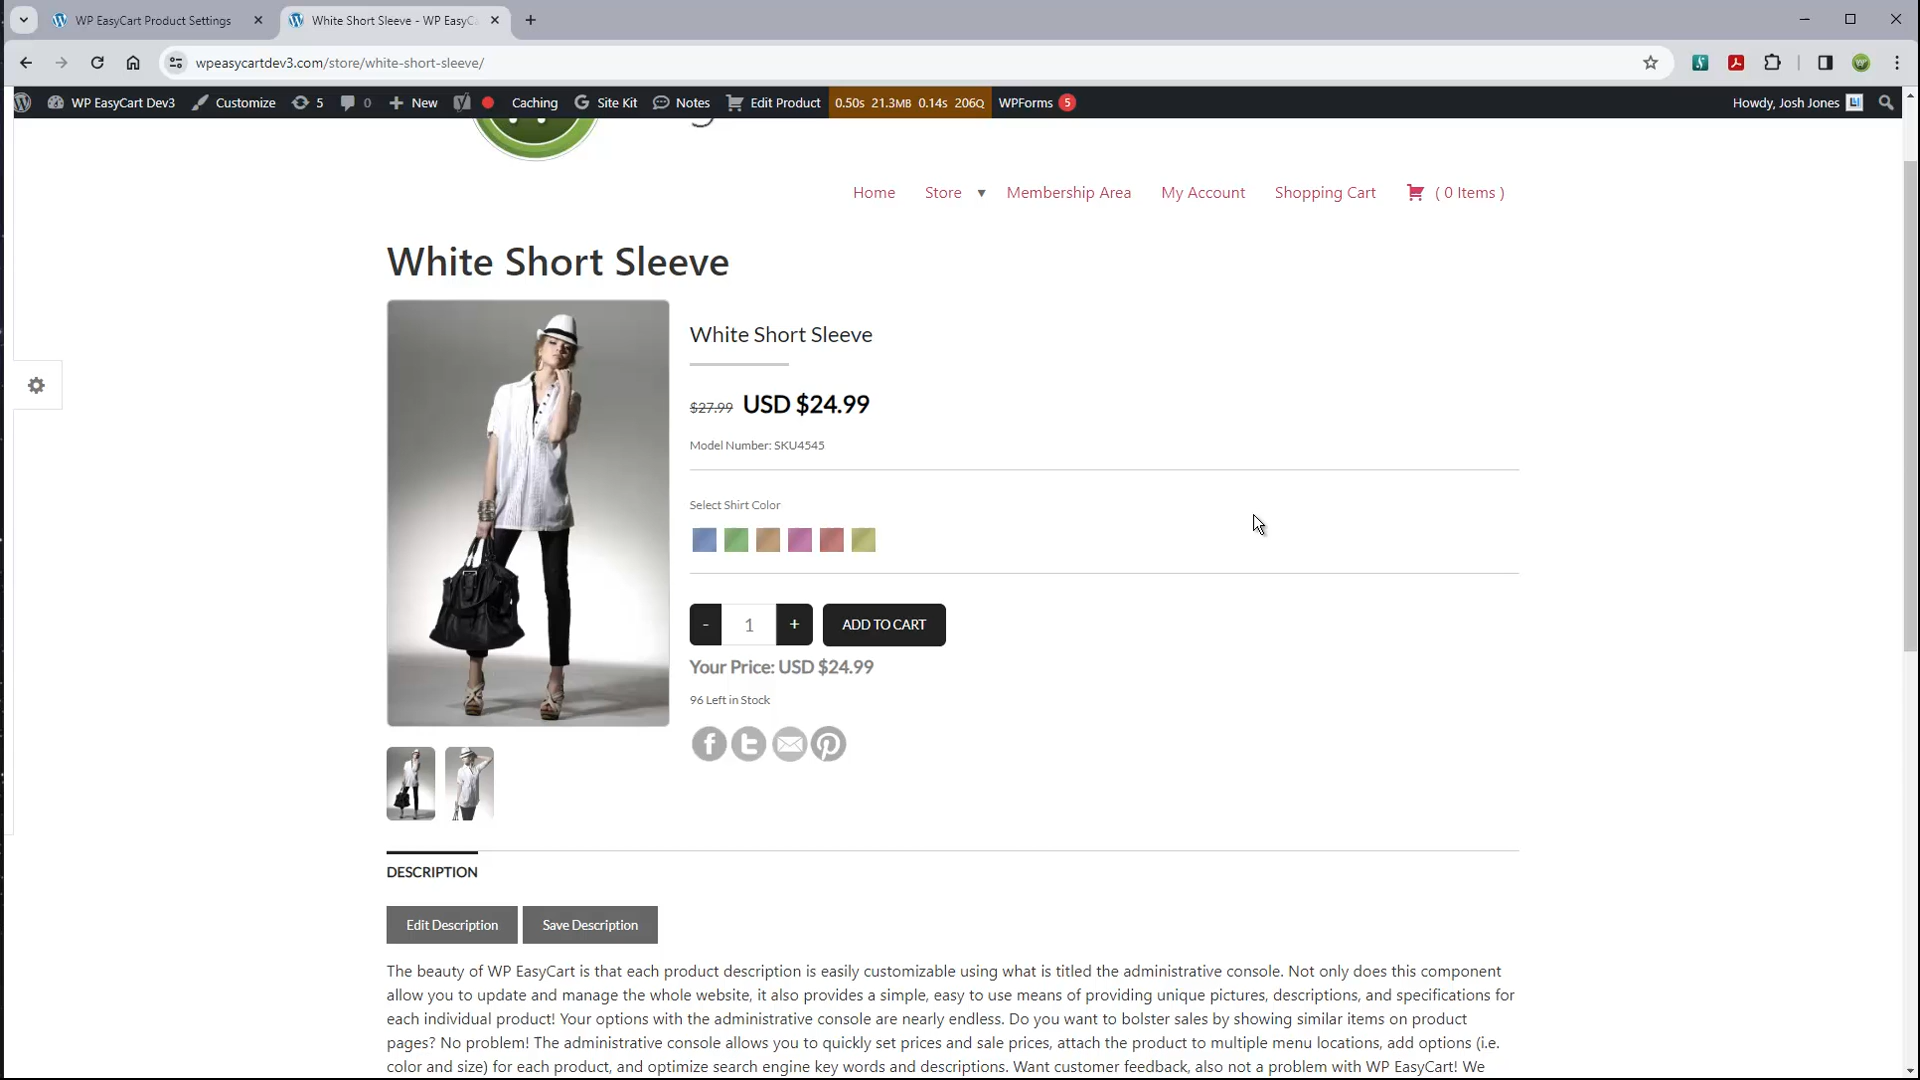 WP EasyCart Product Settings
White Short Sleeve - WP EasyC
wpeasycartdev3.com/store/white-short-sleeve/
WP EasyCart Dev3 Customize 5 0 New Caching Site Kit Notes Edit Product 0.50s 21.3MB 0.14s 206Q WPForms 5 Howdy, Josh Jones
Home Store ▾ Membership Area My Account Shopping Cart ( 0 Items )
White Short Sleeve
White Short Sleeve
$27.99 USD $24.99
Model Number: SKU4545
Select Shirt Color
- 1 + ADD TO CART
Your Price: USD $24.99
96 Left in Stock
DESCRIPTION
Edit Description Save Description
The beauty of WP EasyCart is that each product description is easily customizable using what is titled the administrative console. Not only does this component
allow you to update and manage the whole website, it also provides a simple, easy to use means of providing unique pictures, descriptions, and specifications for
each individual product! Your options with the administrative console are nearly endless. Do you want to bolster sales by showing similar items on product
pages? No problem! The administrative console allows you to quickly set prices and sale prices, attach the product to multiple menu locations, add options (i.e.
color and size) for each product, and optimize search engine key words and descriptions. Want customer feedback, also not a problem with WP EasyCart! We